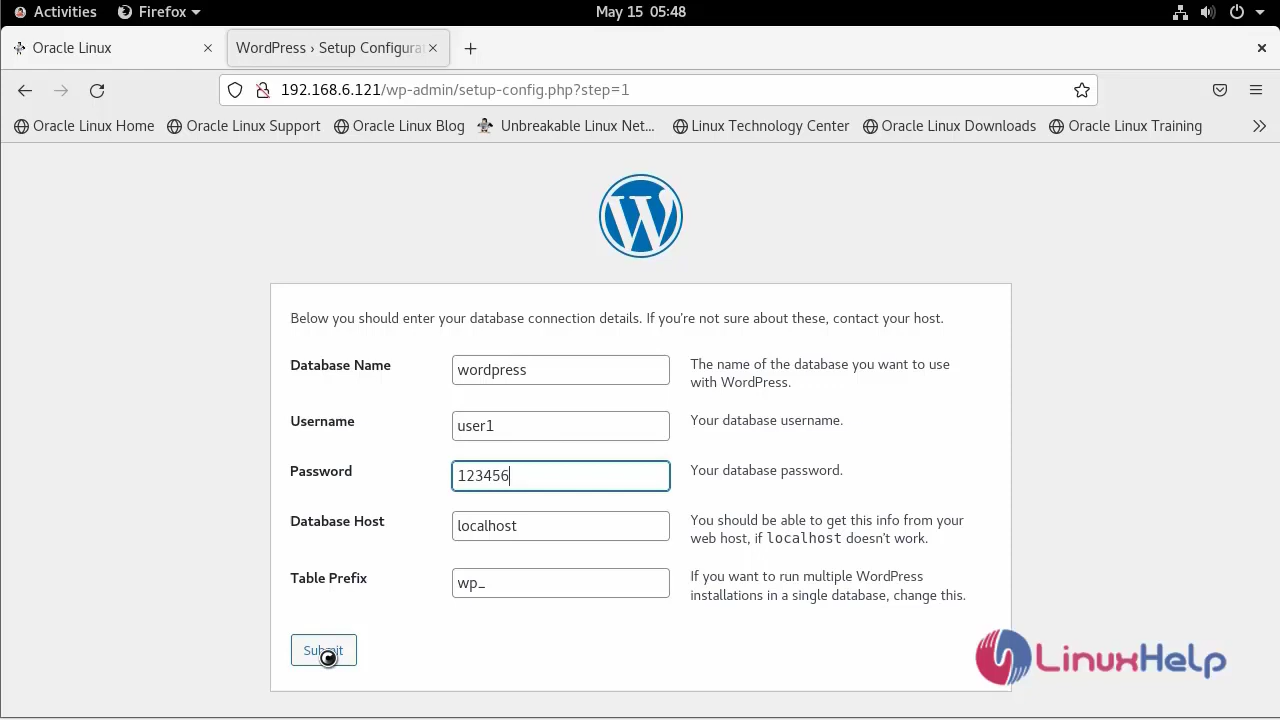 Activities Firefox May 15 05:48
Oracle Linux WordPress › Setup Configura
192.168.6.121/wp-admin/setup-config.php?step=1
Oracle Linux Home Oracle Linux Support Oracle Linux Blog Unbreakable Linux Net... Linux Technology Center Oracle Linux Downloads Oracle Linux Training
W
Below you should enter your database connection details. If you're not sure about these, contact your host.
Database Name wordpress The name of the database you want to use
with WordPress.
Username user1 Your database username.
Password 123456 Your database password.
Database Host localhost You should be able to get this info from your
web host, if localhost doesn't work.
Table Prefix wp_ If you want to run multiple WordPress
installations in a single database, change this.
Submit
LinuxHelp